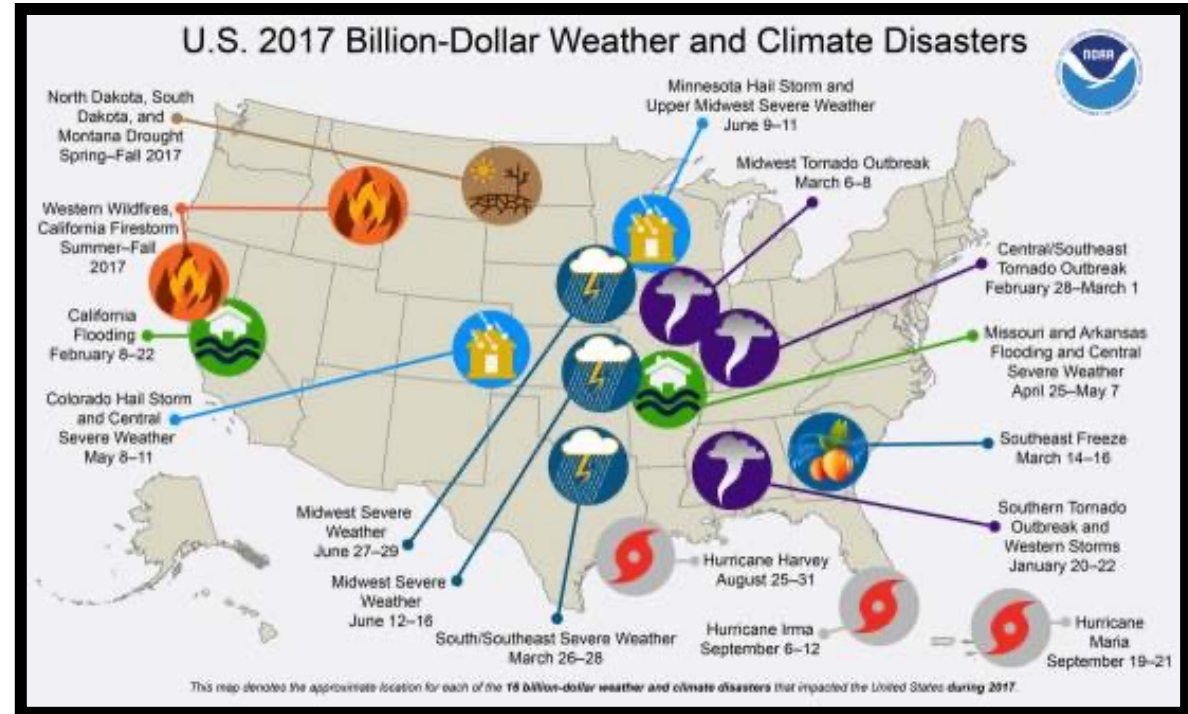 U.S. 2017 Billion-Dollar Weather and Climate Disasters
NOAA
North Dakota, South
Dakota, and
Montana Drought
Spring–Fall 2017
Minnesota Hail Storm and
Upper Midwest Severe Weather
June 9–11
Midwest Tornado Outbreak
March 6–8
Western Wildfires,
California Firestorm
Summer–Fall
2017
Central/Southeast
Tornado Outbreak
February 28–March 1
California
Flooding
February 8–22
Missouri and Arkansas
Flooding and Central
Severe Weather
April 25–May 7
Colorado Hail Storm
and Central
Severe Weather
May 8–11
Southeast Freeze
March 14–16
Midwest Severe
Weather
June 27–29
Southern Tornado
Outbreak and
Western Storms
January 20–22
Hurricane Harvey
August 25–31
Midwest Severe
Weather
June 12–16
South/Southeast Severe Weather
March 26–28
Hurricane Irma
September 6–12
Hurricane
Maria
September 19–21
This map denotes the approximate location for each of the 16 billion-dollar weather and climate disasters that impacted the United States during 2017.